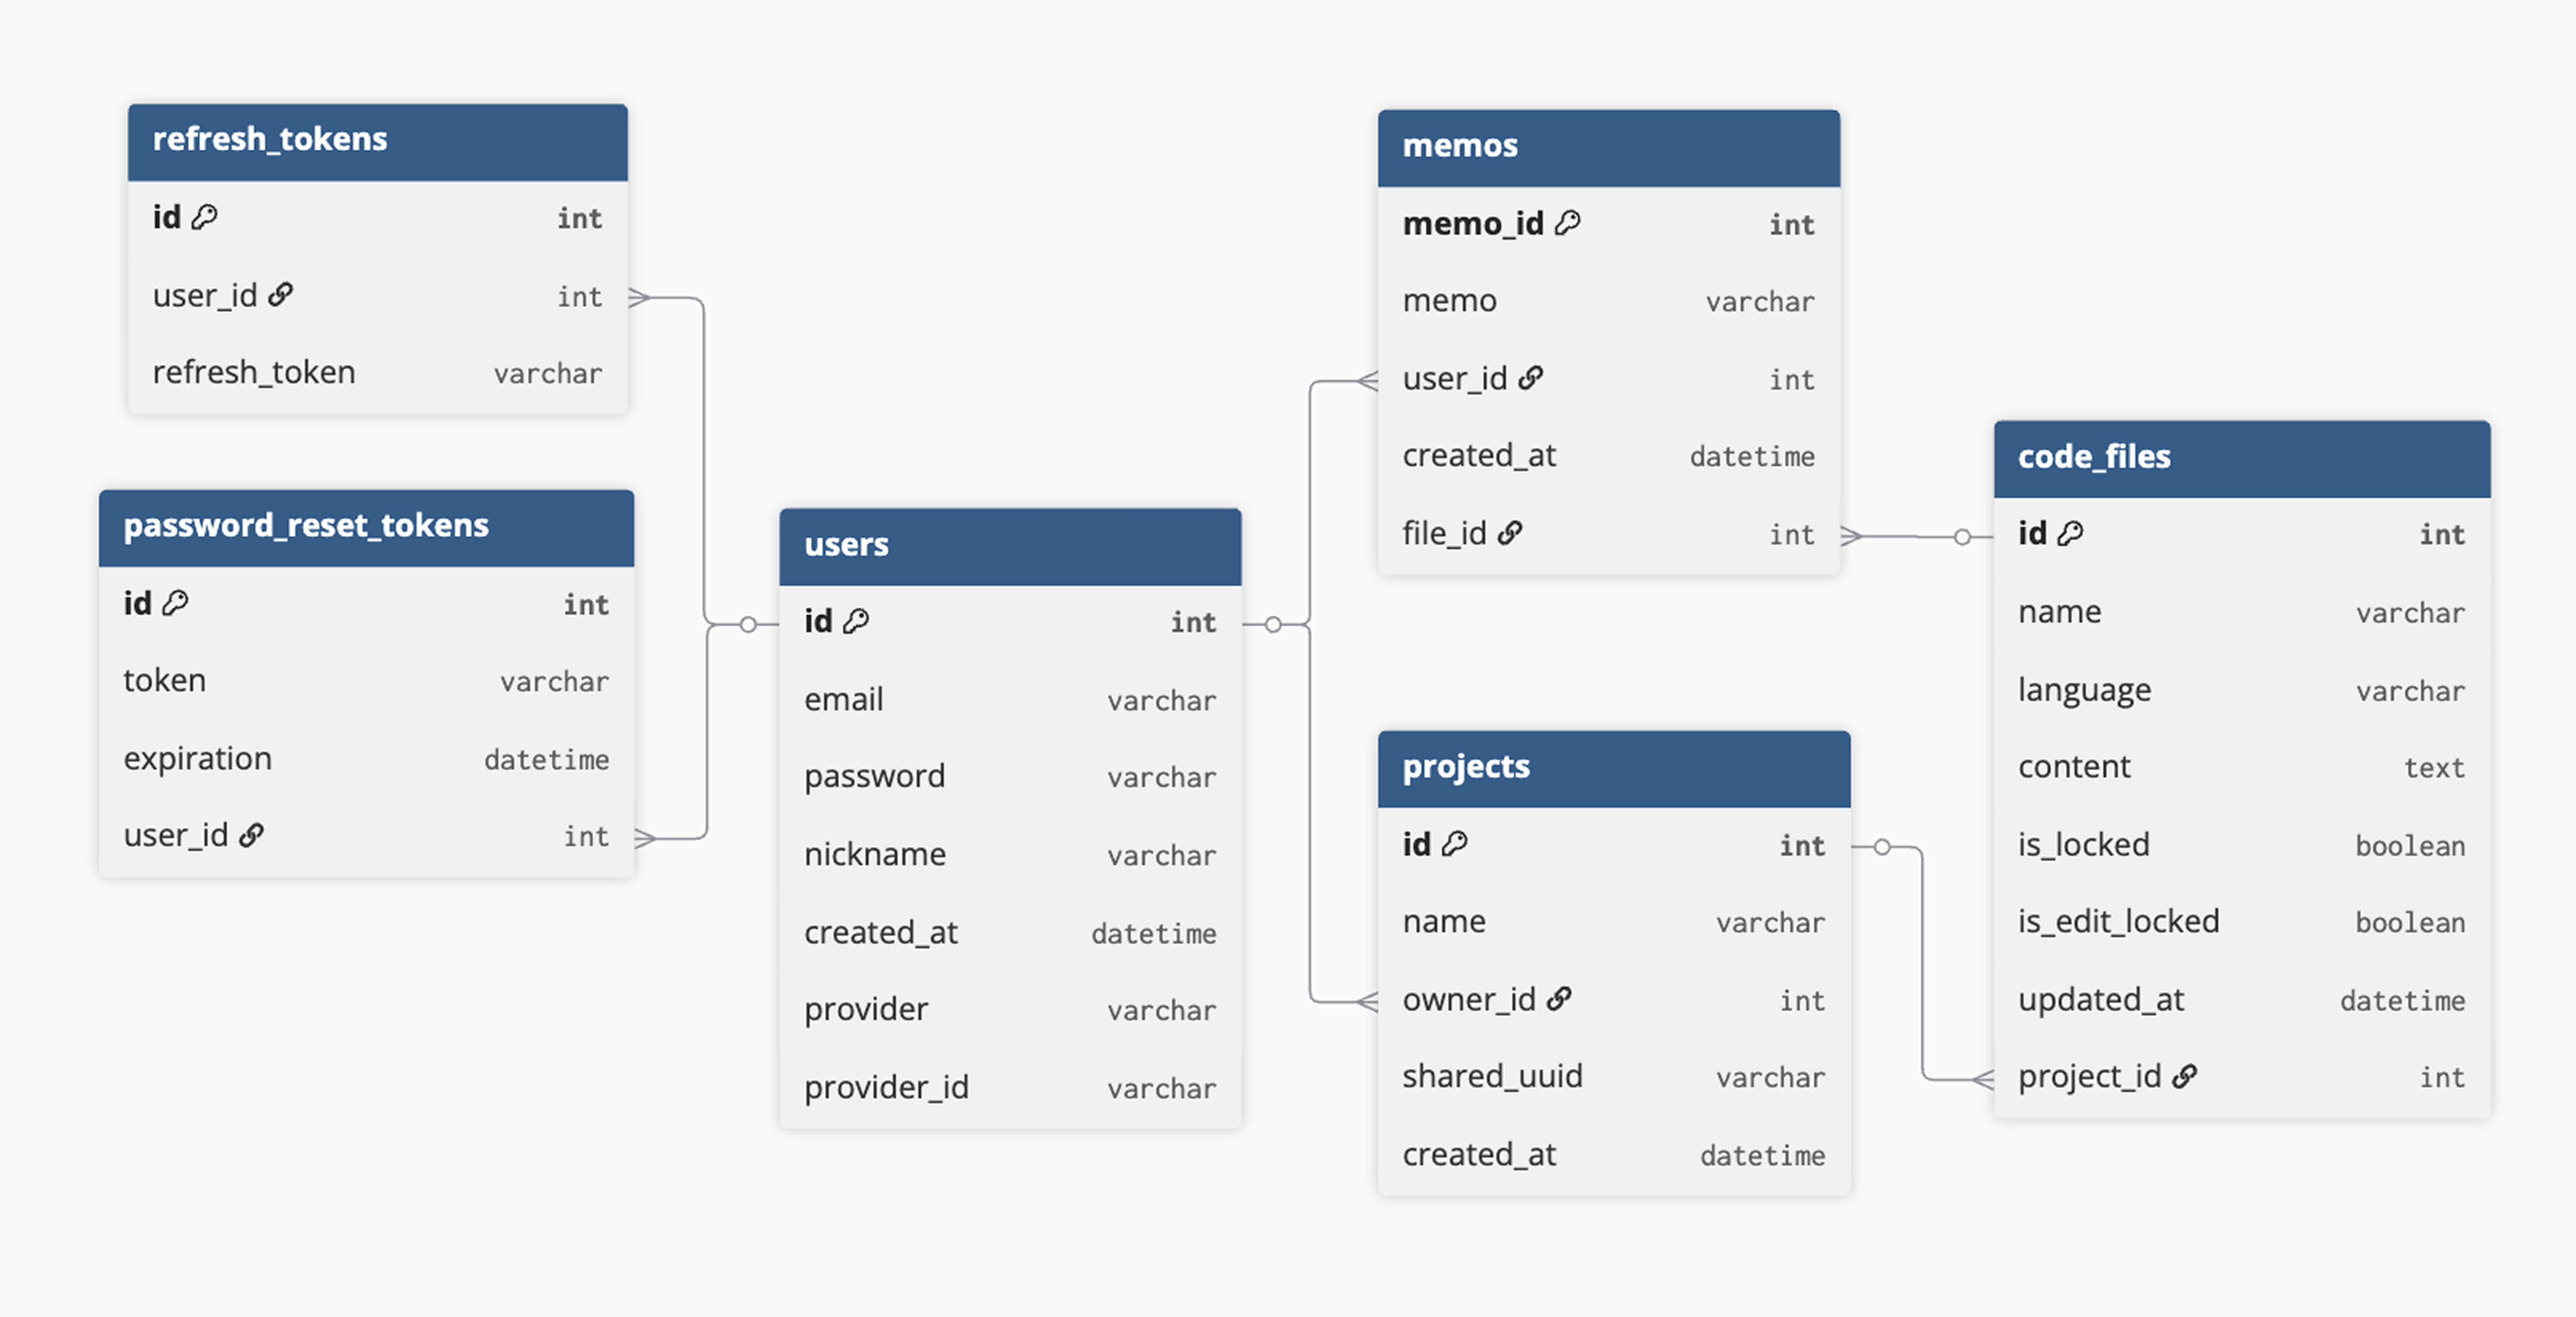 refresh_tokens
id int
user_id int
refresh_token varchar
password_reset_tokens
id int
token varchar
expiration datetime
user_id int
users
id int
email varchar
password varchar
nickname varchar
created_at datetime
provider varchar
provider_id varchar
memos
memo_id int
memo varchar
user_id int
created_at datetime
file_id int
projects
id int
name varchar
owner_id int
shared_uuid varchar
created_at datetime
code_files
id int
name varchar
language varchar
content text
is_locked boolean
is_edit_locked boolean
updated_at datetime
project_id int